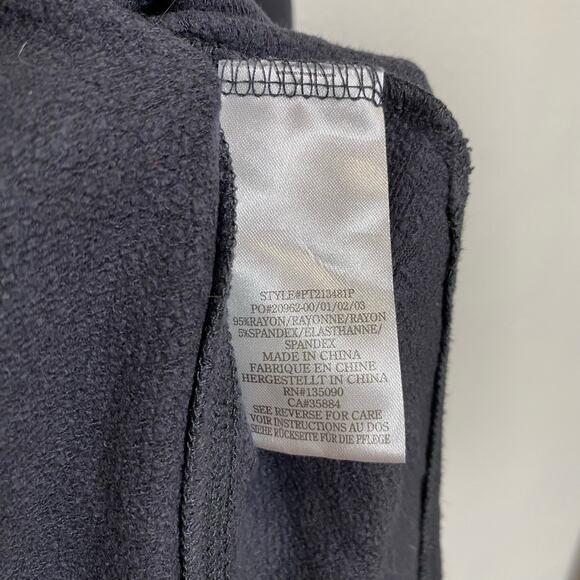 STYLE#PT213481P
PO#20962-00/01/02/03
95%RAYON/RAYONNE/RAYON
5%SPANDEX/ELASTHANNE/
SPANDEX
MADE IN CHINA
FABRIQUE EN CHINE
HERGESTELLT IN CHINA
RN#135090
CA#35884
SEE REVERSE FOR CARE
VOIR INSTRUCTIONS AU DOS
SIEHE RÜCKSEITE FÜR DIE PFLEGE